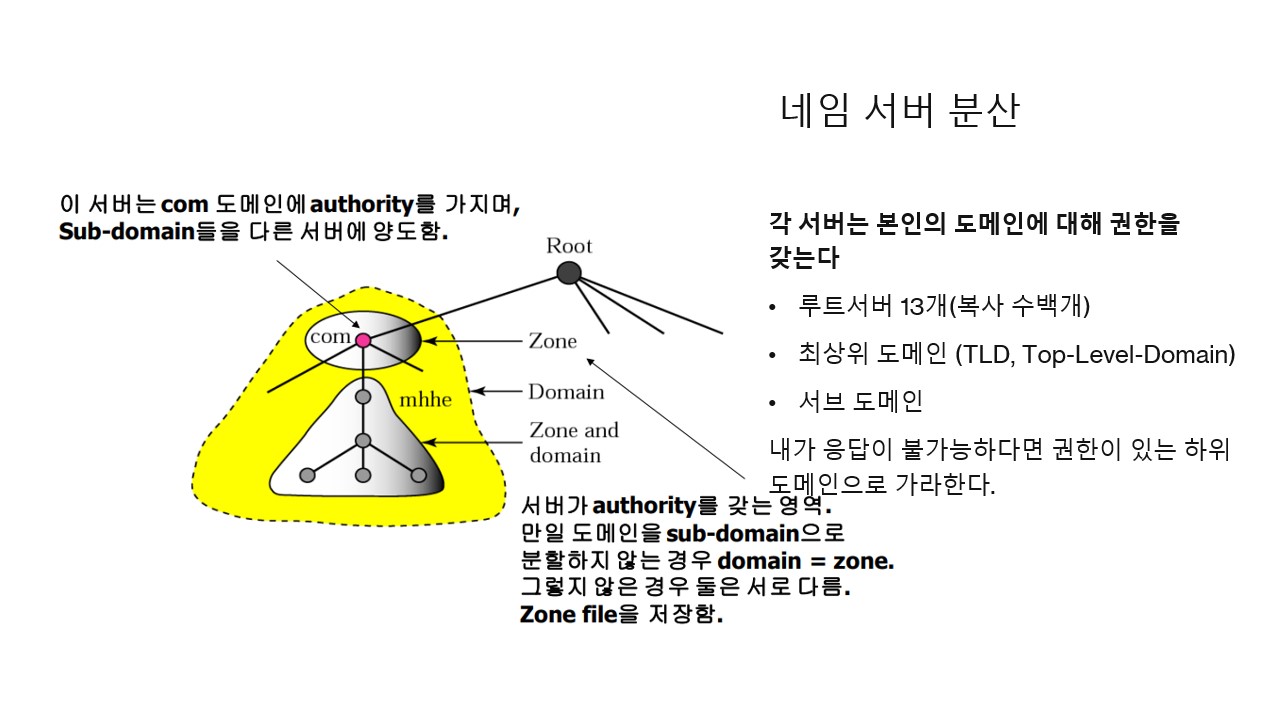 네임 서버 분산
이 서버는 com 도메인에 authority를 가지며,
Sub-domain들을 다른 서버에 양도함.
Root
com
Zone
mhhe
Domain
Zone and
domain
서버가 authority를 갖는 영역.
만일 도메인을 sub-domain으로
분할하지 않는 경우 domain = zone.
그렇지 않은 경우 둘은 서로 다름.
Zone file을 저장함.
각 서버는 본인의 도메인에 대해 권한을
갖는다
• 루트서버 13개(복사 수백개)
• 최상위 도메인 (TLD, Top-Level-Domain)
• 서브 도메인
내가 응답이 불가능하다면 권한이 있는 하위
도메인으로 가라한다.